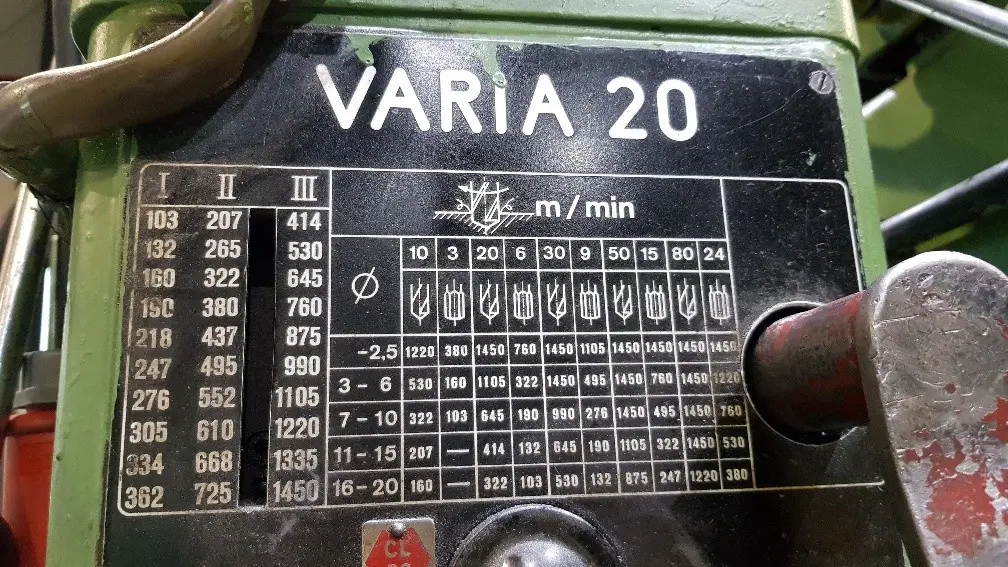 VARiA 20
I II III
103 207 414
132 265 530
160 322 645
190 380 760
218 437 875
247 495 990
276 552 1105
305 610 1220
334 668 1335
362 725 1450
m/min
Ø 10 3 20 6 30 9 50 15 80 24
-2,5 1220 380 1450 760 1450 1105 1450 1450 1450 1450
3-6 530 160 1105 322 1450 495 1450 760 1450 1220
7-10 322 103 645 190 990 276 1450 495 1450 760
11-15 207 — 414 132 645 190 1105 322 1450 530
16-20 160 — 322 103 530 132 875 247 1220 380
CL